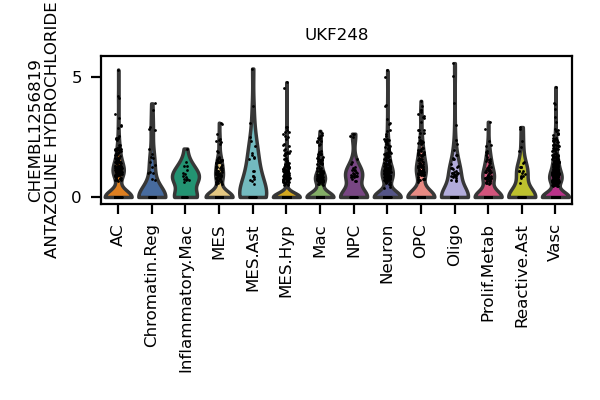 UKF248
CHEMBL1256819
ANTAZOLINE HYDROCHLORIDE
5
0
AC
Chromatin.Reg
Inflammatory.Mac
MES
MES.Ast
MES.Hyp
Mac
NPC
Neuron
OPC
Oligo
Prolif.Metab
Reactive.Ast
Vasc